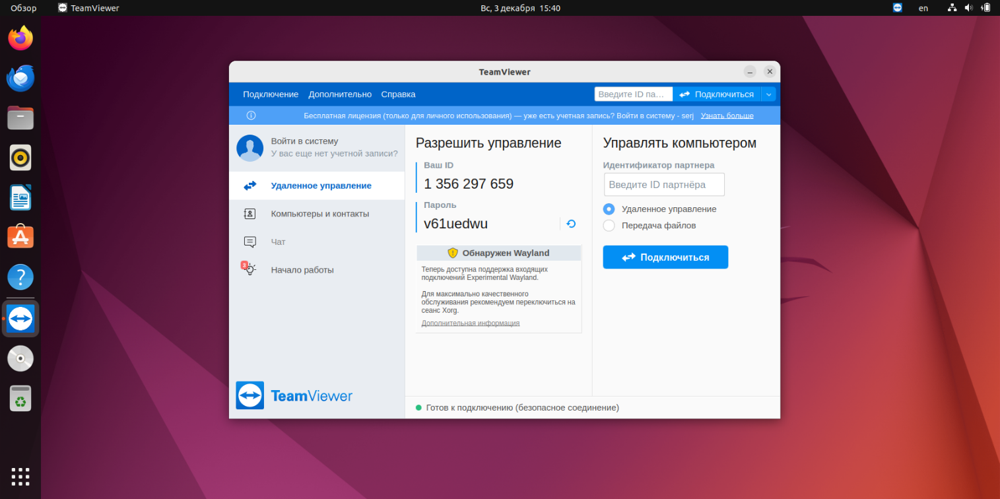 Обзор
TeamViewer
Вс, 3 декабря 15:40
en
TeamViewer
Подключение
Дополнительно
Справка
Введите ID па...
Подключиться
Бесплатная лицензия (только для личного использования) — уже есть учетная запись? Войти в систему - serj
Узнать больше
Войти в систему
У вас еще нет учетной записи?
Удаленное управление
Компьютеры и контакты
Чат
3
Начало работы
TeamViewer
Разрешить управление
Ваш ID
1 356 297 659
Пароль
v61uedwu
Обнаружен Wayland
Теперь доступна поддержка входящих
подключений Experimental Wayland.
Для максимально качественного
обслуживания рекомендуем переключиться на
сеанс Xorg.
Дополнительная информация
Управлять компьютером
Идентификатор партнера
Введите ID партнёра
Удаленное управление
Передача файлов
Подключиться
Готов к подключению (безопасное соединение)